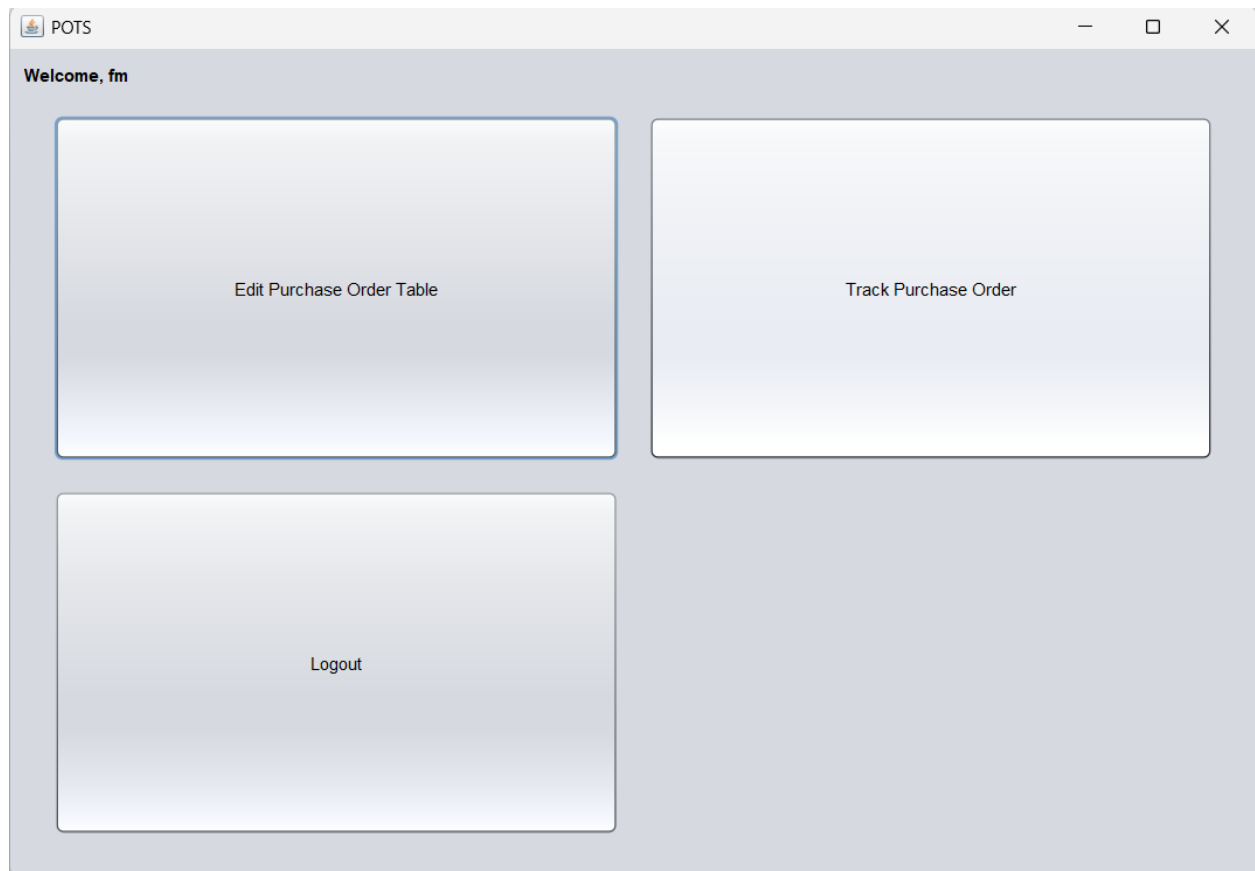 POTS
Welcome, fm
Edit Purchase Order Table
Track Purchase Order
Logout